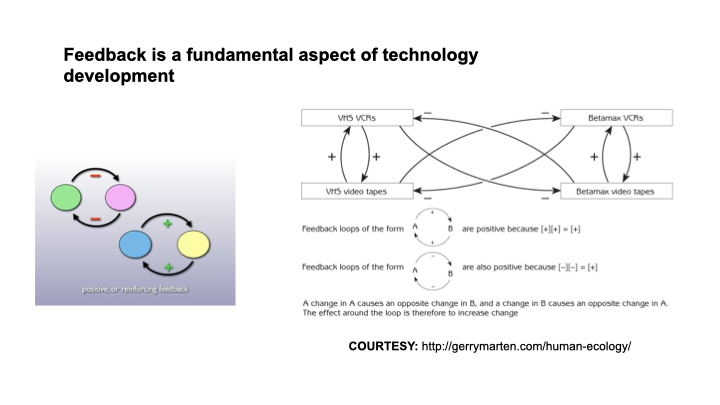 Feedback is a fundamental aspect of technology
development
VHS VCRs
Betamax VCRs
–
–
+
+
+
+
VHS video tapes
Betamax video tapes
–
–
–
–
+
+
positive, or reinforcing feedback
Feedback loops of the form A + B + are positive because [+][+] = [+]
Feedback loops of the form A – B – are also positive because [–][–] = [+]
A change in A causes an opposite change in B, and a change in B causes an opposite change in A.
The effect around the loop is therefore to increase change
COURTESY: http://gerrymarten.com/human-ecology/